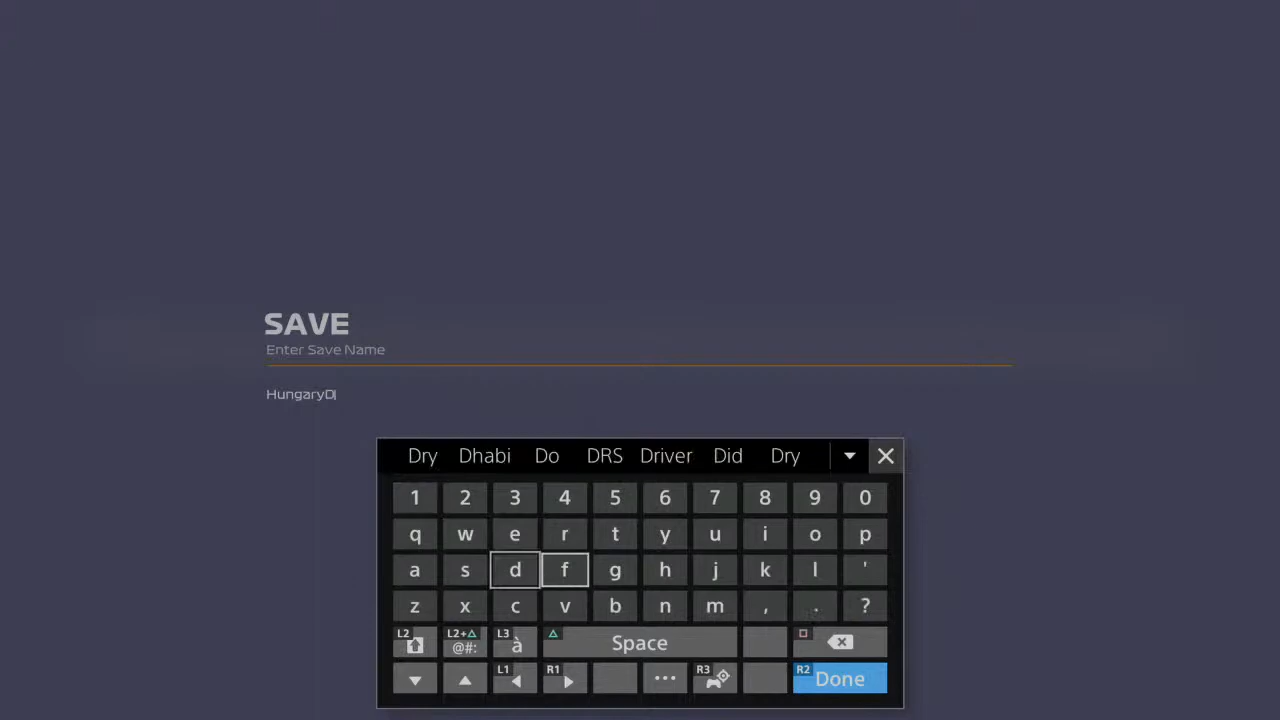 SAVE
Enter Save Name
HungaryD
Dry Dhabi Do DRS Driver Did Dry
1 2 3 4 5 6 7 8 9 0
q w e r t y u i o p
a s d f g h j k l '
z x c v b n m , . ?
L2 L2+△ @#: L3 à △ Space □
L1 R1 ... R3 R2 Done